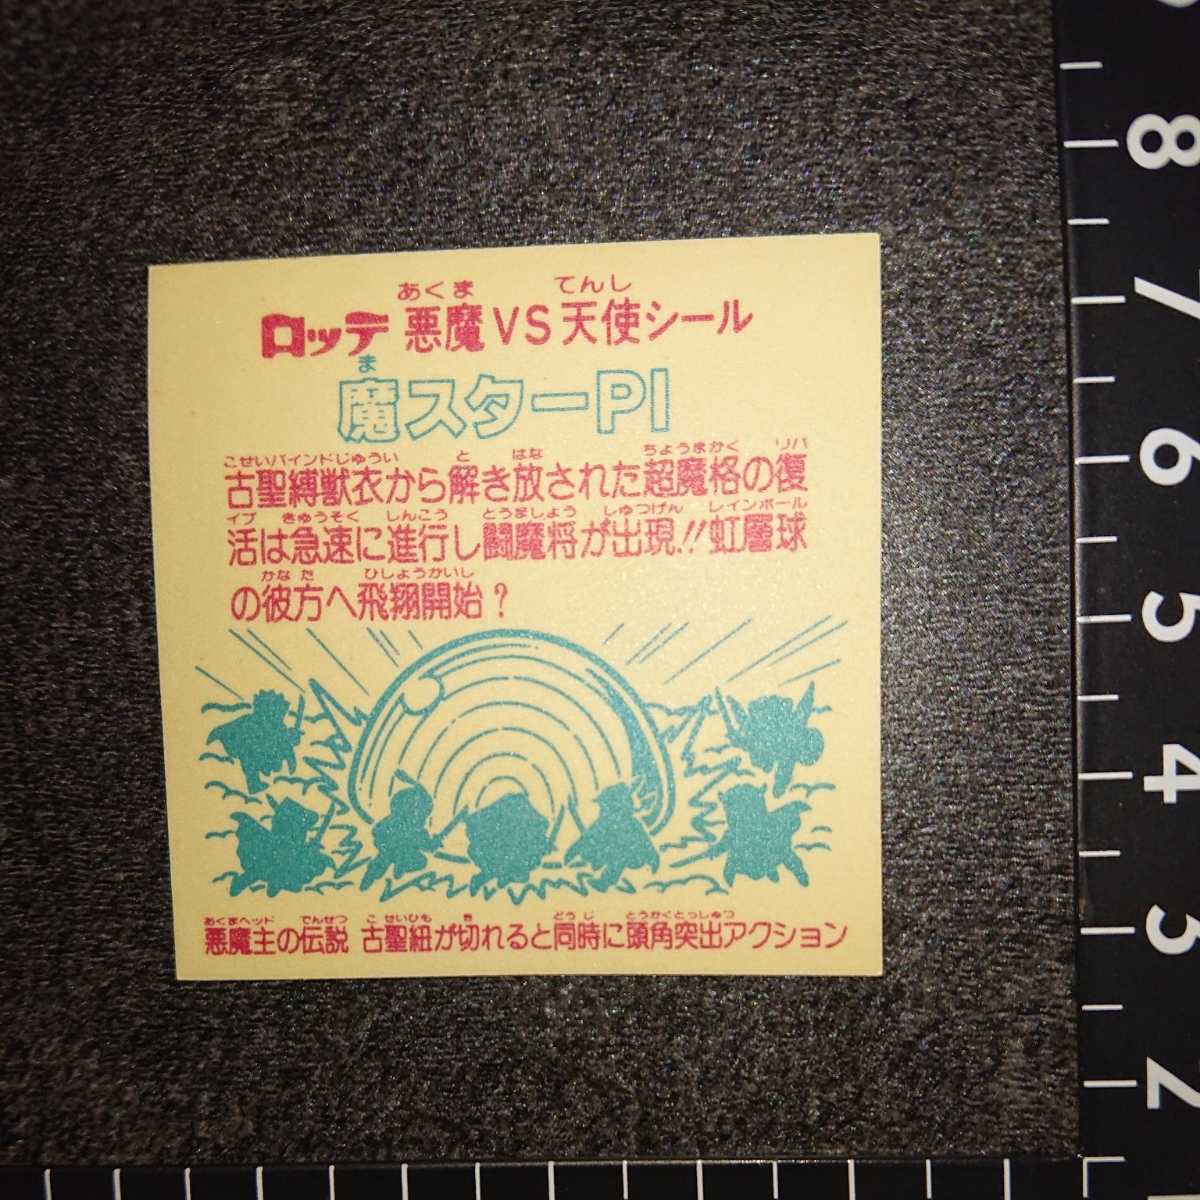 あくま てんし
ロッテ 悪魔VS天使シール
ま
魔スターPI
こせいバインドじゅうい と はな ちょうまかく リバ
古聖縛獣衣から解き放された超魔格の復
イブ きゅうそく しんこう とうましょう しゅつげん レインボール
活は急速に進行し闘魔将が出現!!虹層球
かなた ひしょうかいし
の彼方へ飛翔開始?
あくまヘッド でんせつ こせいひも き どうじ とうかくとっしゅつ
悪魔主の伝説 古聖紐が切れると同時に頭角突出アクション
8
7
6
5
4
3
2